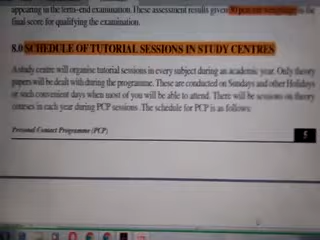 appearing in the term-end examination. These assessment results given 30 per cent weightage in the
final score for qualifying the examination.
8.0 SCHEDULE OF TUTORIAL SESSIONS IN STUDY CENTRES
A study centre will organise tutorial sessions in every subject during an academic year. Only theory
papers will be dealt with during the programme. These are conducted on Sundays and other Holidays
or such convenient days when most of you will be able to attend. There will be sessions on theory
courses in each year during PCP sessions. The schedule for PCP is as follows:
Personal Contact Programme (PCP)
5